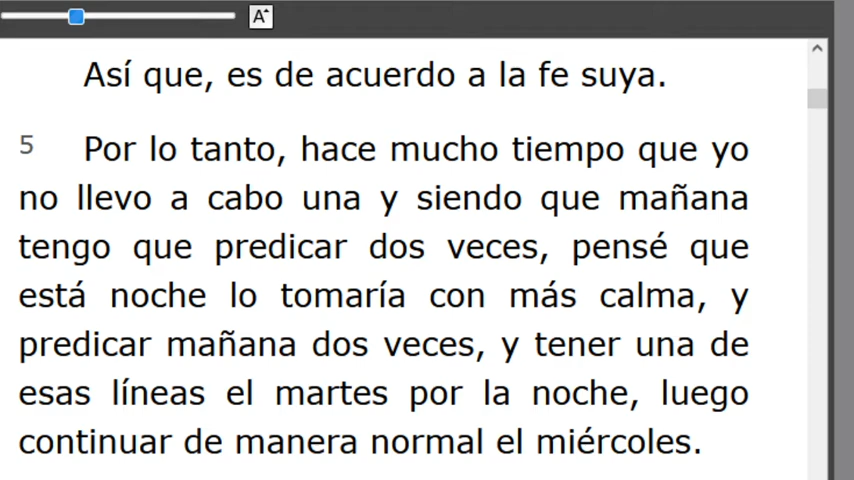 A
Así que, es de acuerdo a la fe suya.
5 Por lo tanto, hace mucho tiempo que yo
no llevo a cabo una y siendo que mañana
tengo que predicar dos veces, pensé que
está noche lo tomaría con más calma, y
predicar mañana dos veces, y tener una de
esas líneas el martes por la noche, luego
continuar de manera normal el miércoles.